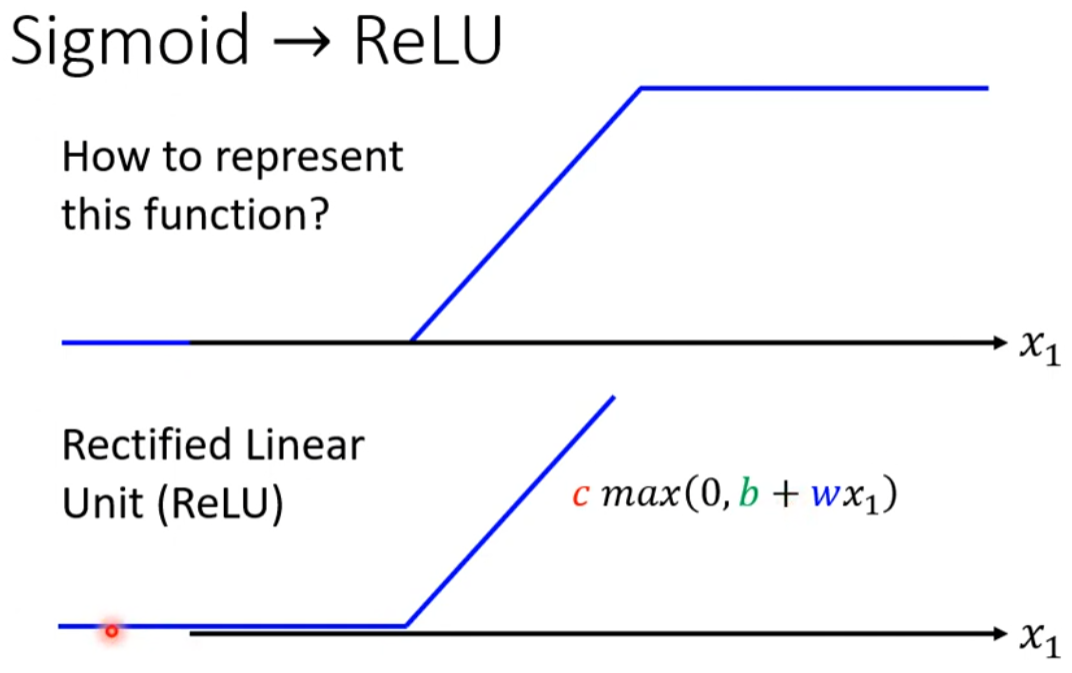 Sigmoid → ReLU
How to represent
this function?
x₁
Rectified Linear
Unit (ReLU)
c max(0, b + wx₁)
x₁